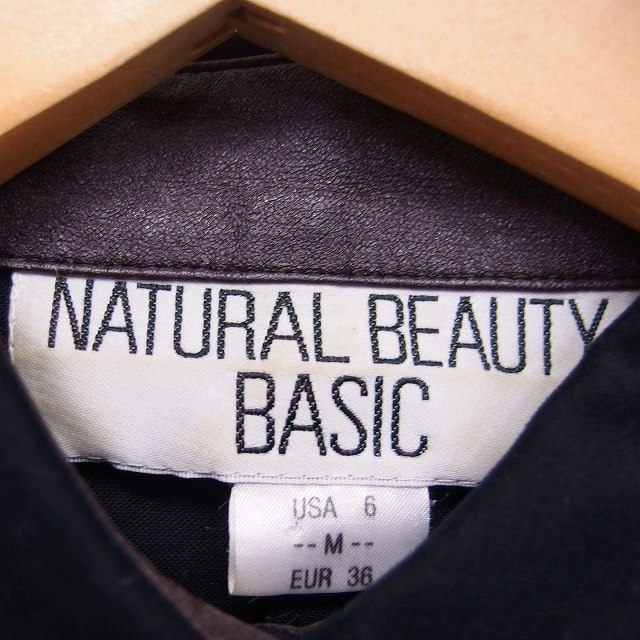 NATURAL BEAUTY
BASIC
USA 6
-- M --
EUR 36